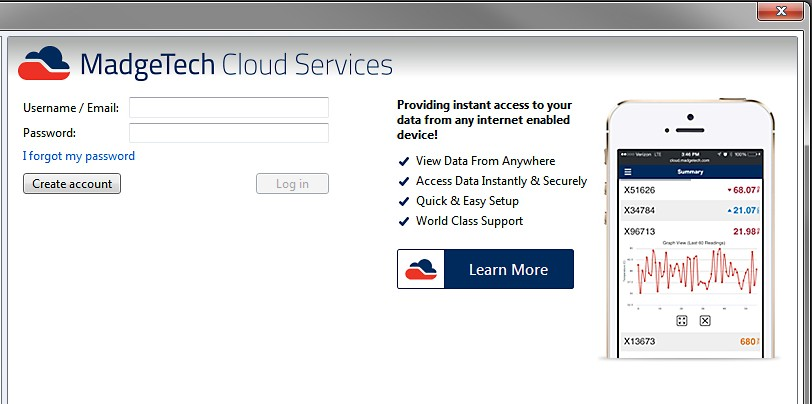 MadgeTech Cloud Services
Username / Email:
Password:
I forgot my password
Create account
Log in
Providing instant access to your
data from any internet enabled
device!
View Data From Anywhere
Access Data Instantly & Securely
Quick & Easy Setup
World Class Support
Learn More
Verizon LTE 3:46 PM 100%
cloud.madgetech.com
Summary
X51626 68.07
X34784 21.07
X96713 21.98
Graph View (Last 60 Readings)
X13673 680